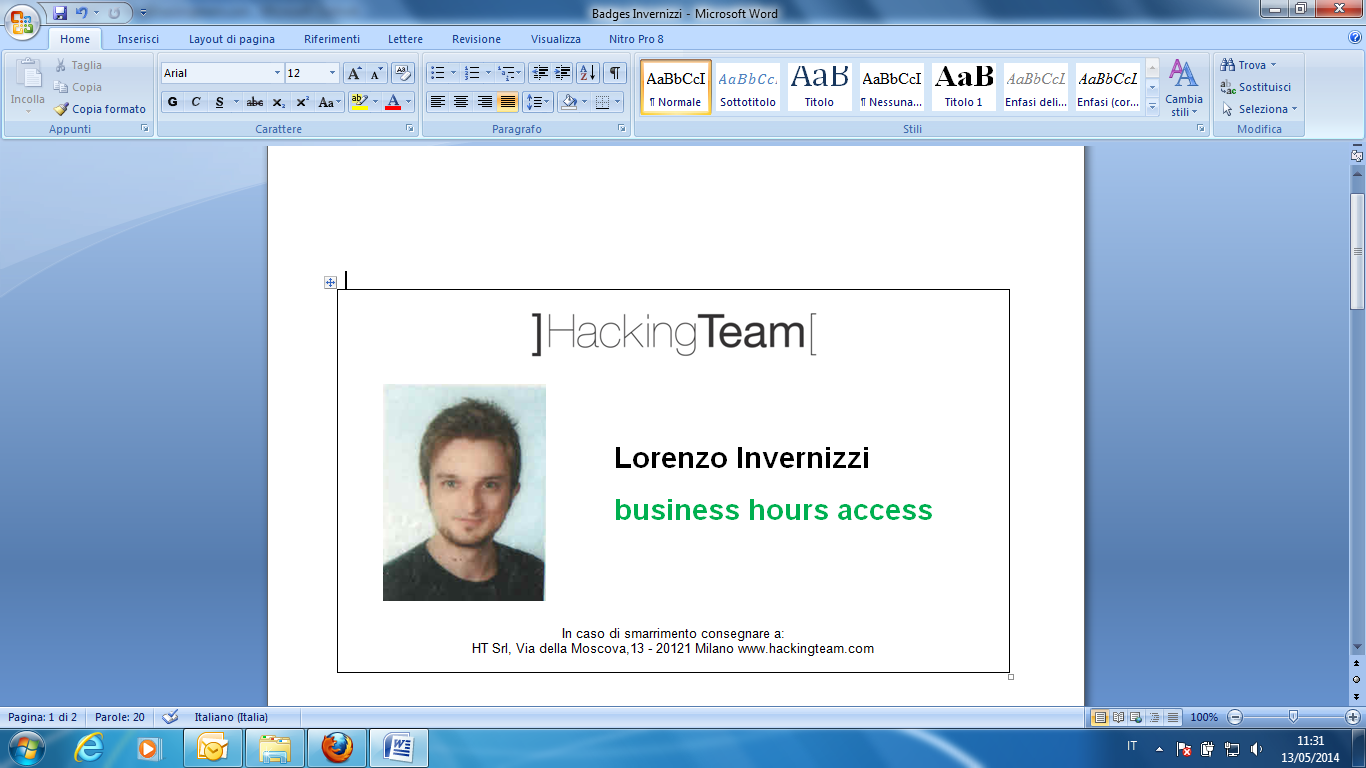 Badges Invernizzi - Microsoft Word
Home Inserisci Layout di pagina Riferimenti Lettere Revisione Visualizza Nitro Pro 8
Incolla
Taglia
Copia
Copia formato
Appunti
Arial 12
G C S abc x₂ x² Aa
Carattere
Paragrafo
AaBbCcI AaBbCc. AaB AaBbCcI AaB AaBbCcI AaBbCcI
¶ Normale Sottotitolo Titolo ¶ Nessuna... Titolo 1 Enfasi deli... Enfasi (cor...
Stili
Cambia
stili
Trova
Sostituisci
Seleziona
Modifica
]HackingTeam[
Lorenzo Invernizzi
business hours access
In caso di smarrimento consegnare a:
HT Srl, Via della Moscova,13 - 20121 Milano www.hackingteam.com
Pagina: 1 di 2 Parole: 20 Italiano (Italia) 100%
IT
11:31
13/05/2014